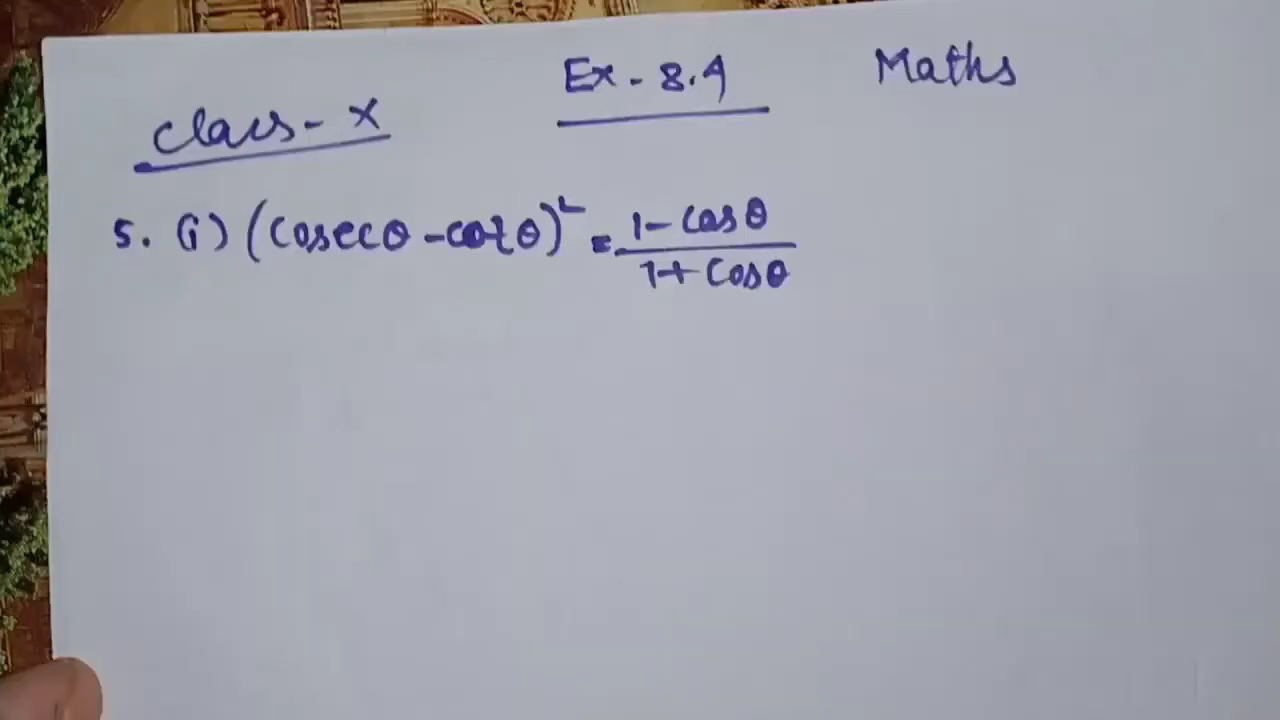 Ex - 8.4 Maths
Class - X
5. (i) (Cosecθ - cotθ)² = 1 - Cosθ / 1 + Cosθ